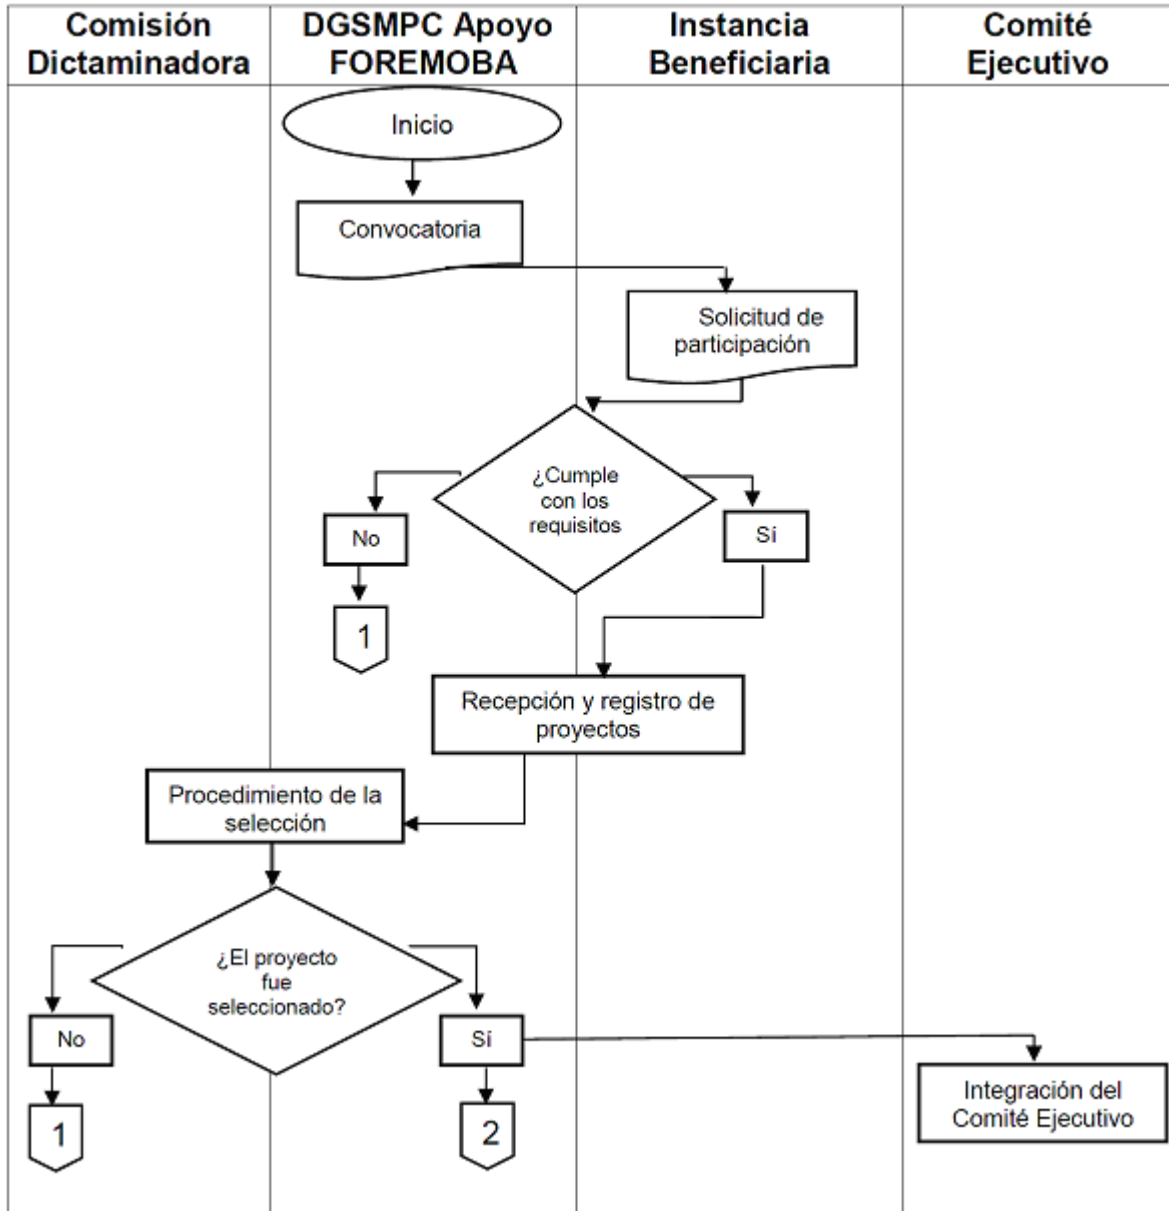 Comisión
Dictaminadora
DGSMPC Apoyo
FOREMOBA
Instancia
Beneficiaria
Comité
Ejecutivo
Inicio
Convocatoria
Solicitud de
participación
¿Cumple
con los
requisitos
No
Sí
1
Recepción y registro de
proyectos
Procedimiento de la
selección
¿El proyecto
fue
seleccionado?
No
Sí
1
2
Integración del
Comité Ejecutivo